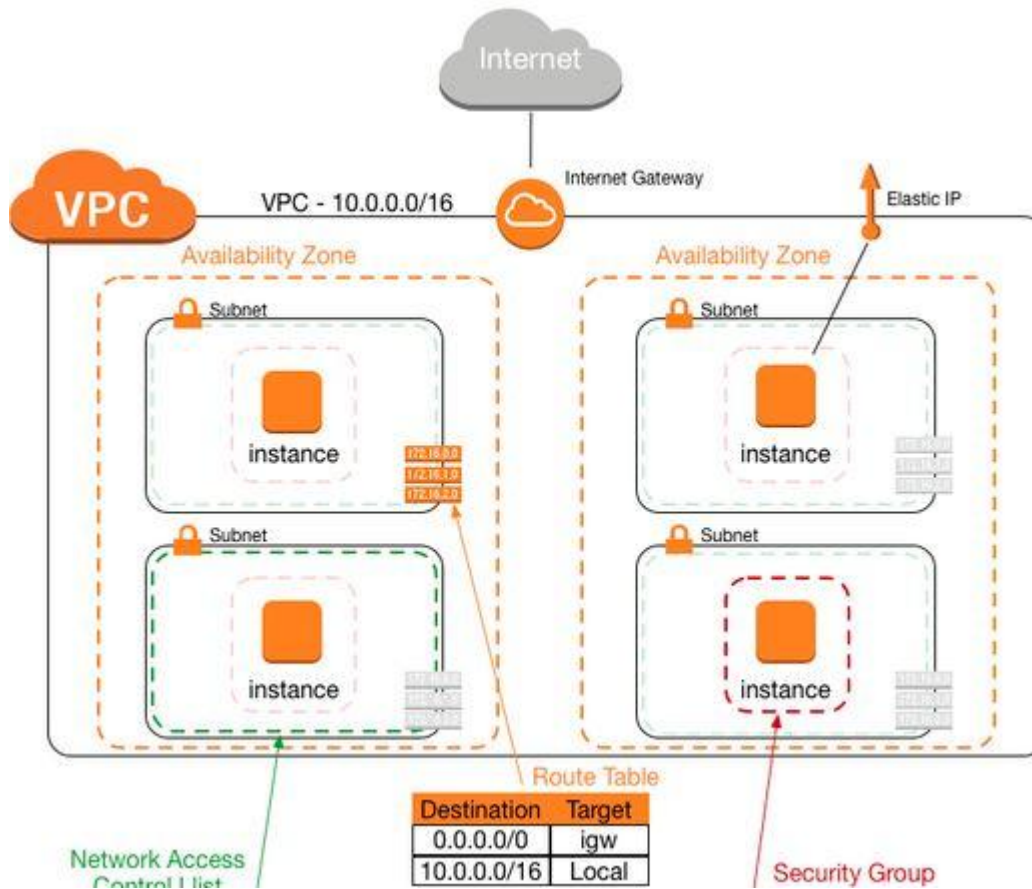 Internet
Internet Gateway
VPC
VPC - 10.0.0.0/16
Elastic IP
Availability Zone
Availability Zone
Subnet
instance
172.16.0.0
172.16.1.0
172.16.2.0
Subnet
instance
Subnet
instance
Subnet
instance
Route Table
Destination Target
0.0.0.0/0 igw
10.0.0.0/16 Local
Network Access
Control List
Security Group